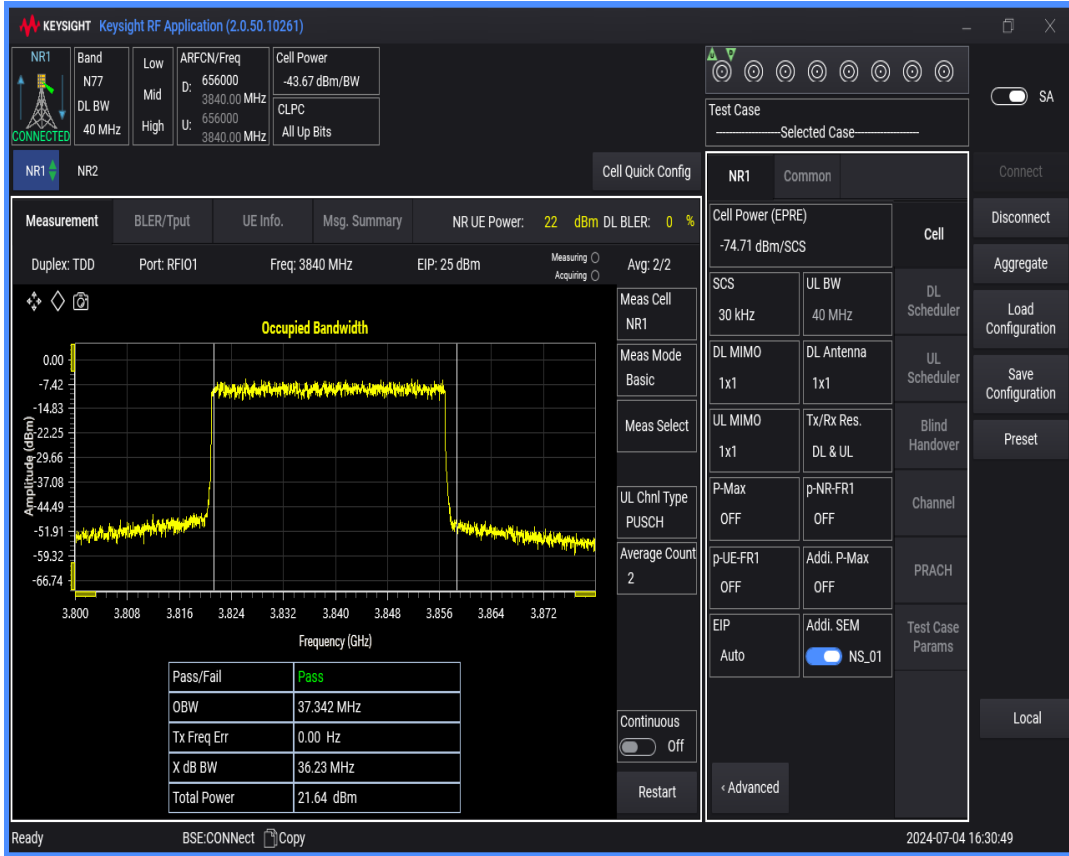 KEYSIGHT Keysight RF Application (2.0.50.10261)
NR1
CONNECTED
Band
N77
DL BW
40 MHz
Low
Mid
High
ARFCN/Freq
D: 656000
3840.00 MHz
U: 656000
3840.00 MHz
Cell Power
-43.67 dBm/BW
CLPC
All Up Bits
Test Case
--------------------Selected Case-----------------
SA
NR1
NR2
Cell Quick Config
NR1 Common
Connect
Disconnect
Aggregate
Load
Configuration
Save
Configuration
Preset
Local
Measurement BLER/Tput UE Info. Msg. Summary NR UE Power: 22 dBm DL BLER: 0 %
Duplex: TDD Port: RFIO1 Freq: 3840 MHz EIP: 25 dBm Measuring Avg: 2/2
Acquiring
Occupied Bandwidth
Amplitude (dBm)
0.00
-7.42
-14.83
-22.25
-29.66
-37.08
-44.49
-51.91
-59.32
-66.74
3.800 3.808 3.816 3.824 3.832 3.840 3.848 3.856 3.864 3.872
Frequency (GHz)
Pass/Fail Pass
OBW 37.342 MHz
Tx Freq Err 0.00 Hz
X dB BW 36.23 MHz
Total Power 21.64 dBm
Meas Cell
NR1
Meas Mode
Basic
Meas Select
UL Chnl Type
PUSCH
Average Count
2
Continuous
Off
Restart
Cell Power (EPRE)
-74.71 dBm/SCS
SCS
30 kHz
UL BW
40 MHz
DL MIMO
1x1
DL Antenna
1x1
UL MIMO
1x1
Tx/Rx Res.
DL & UL
P-Max
OFF
p-NR-FR1
OFF
p-UE-FR1
OFF
Addi. P-Max
OFF
EIP
Auto
Addi. SEM
NS_01
‹ Advanced
Cell
DL
Scheduler
UL
Scheduler
Blind
Handover
Channel
PRACH
Test Case
Params
Ready BSE:CONNect Copy 2024-07-04 16:30:49